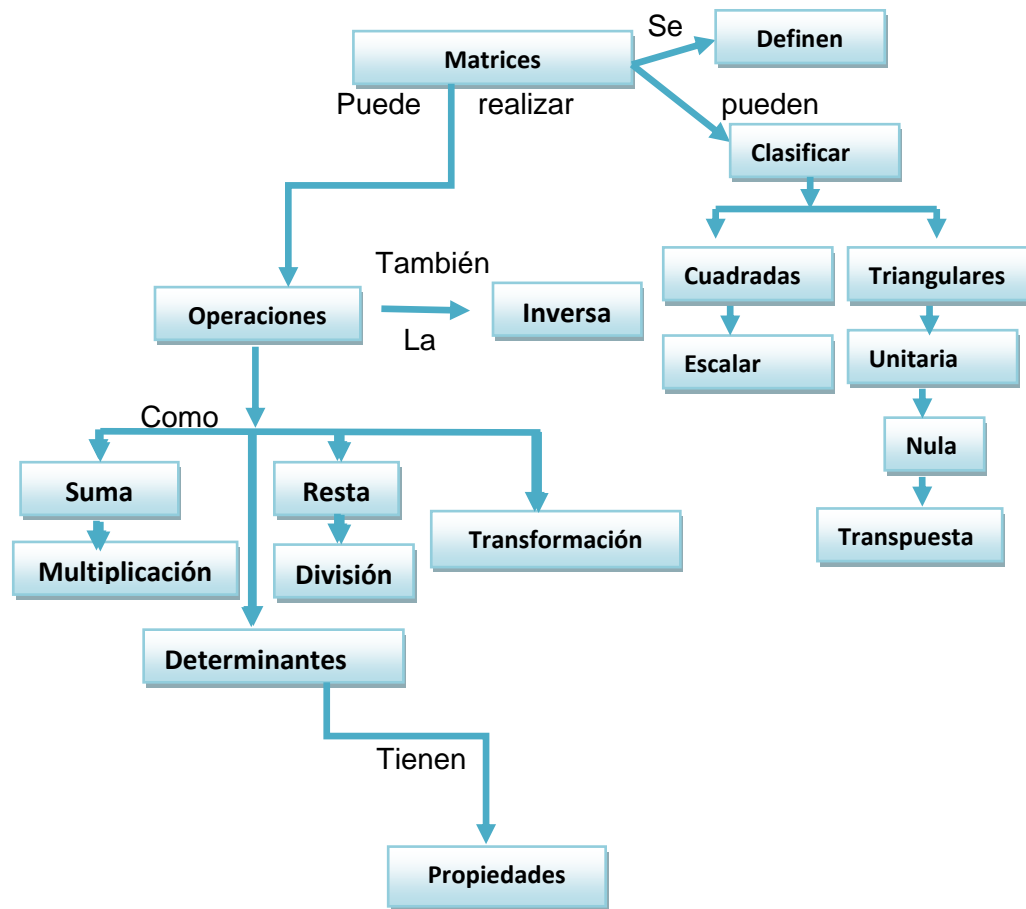 Se
Definen
Matrices
Puede realizar
pueden
Clasificar
También
Cuadradas
Triangulares
Operaciones
Inversa
La
Escalar
Unitaria
Como
Nula
Suma
Resta
Transformación
Transpuesta
Multiplicación
División
Determinantes
Tienen
Propiedades